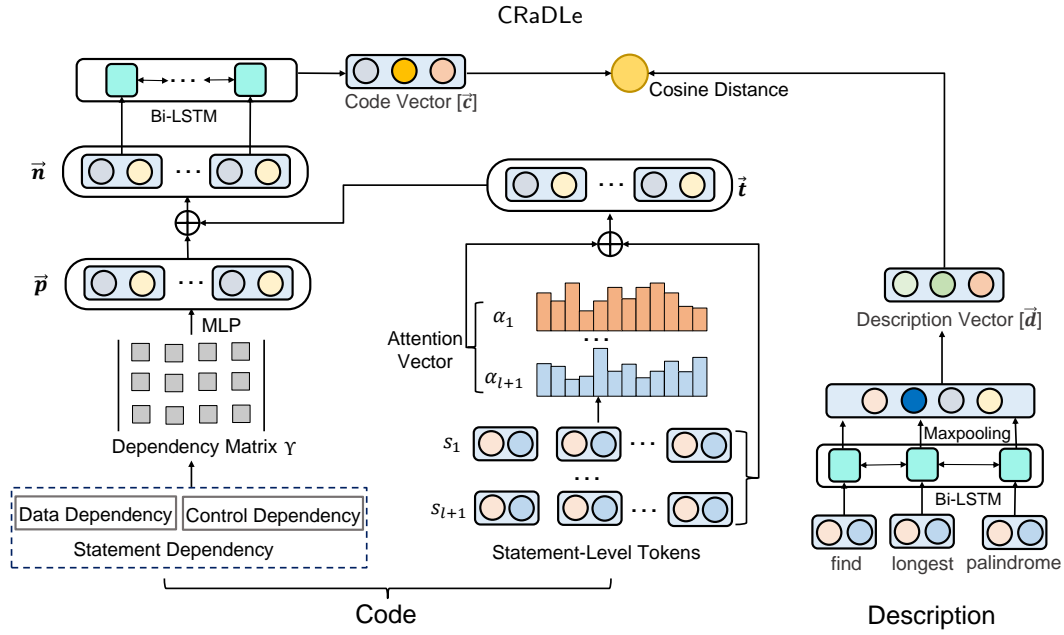 CRaDLe
Bi-LSTM
Code Vector [c⃗]
Cosine Distance
n⃗
...
...
t⃗
p⃗
...
MLP
Attention
Vector
α₁
...
αₗ₊₁
Description Vector [d⃗]
Dependency Matrix ϒ
s₁
...
...
sₗ₊₁
...
Maxpooling
Bi-LSTM
Data Dependency
Control Dependency
Statement Dependency
Statement-Level Tokens
find
longest
palindrome
Code
Description